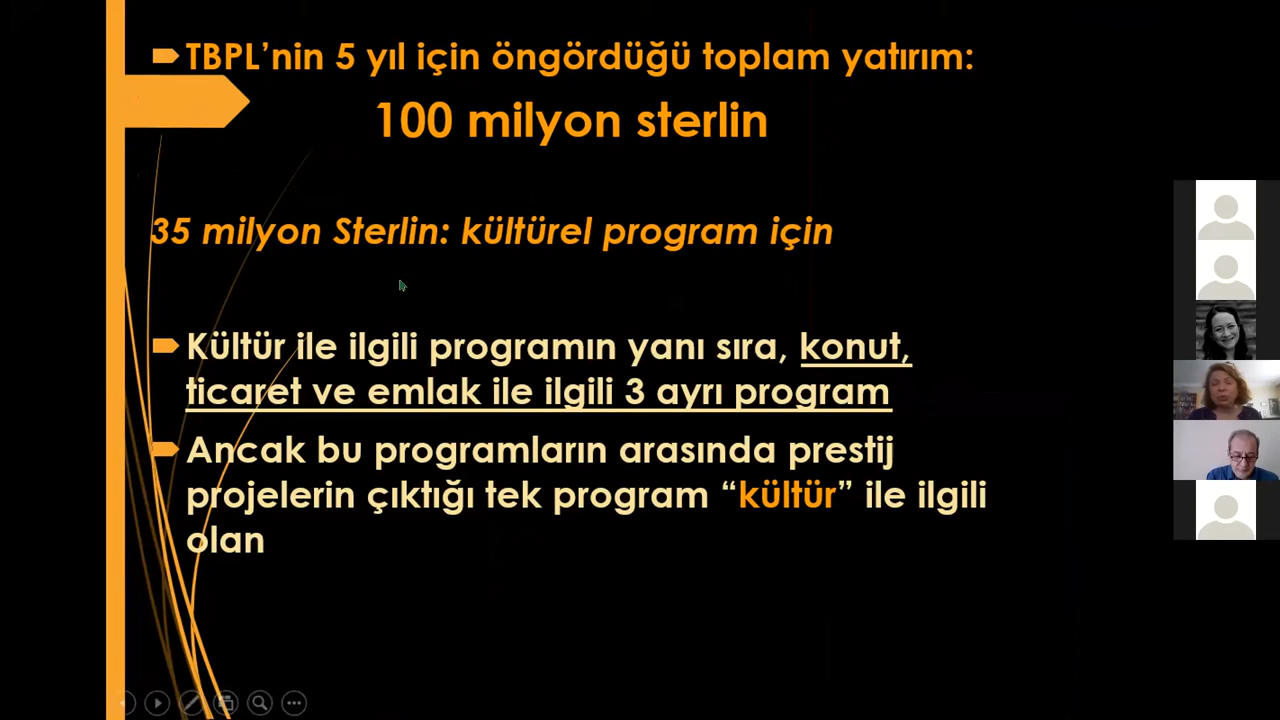 TBPL’nin 5 yıl için öngördüğü toplam yatırım:
100 milyon sterlin
35 milyon Sterlin: kültürel program için
Kültür ile ilgili programın yanı sıra, konut,
ticaret ve emlak ile ilgili 3 ayrı program
Ancak bu programların arasında prestij
projelerin çıktığı tek program “kültür” ile ilgili
olan